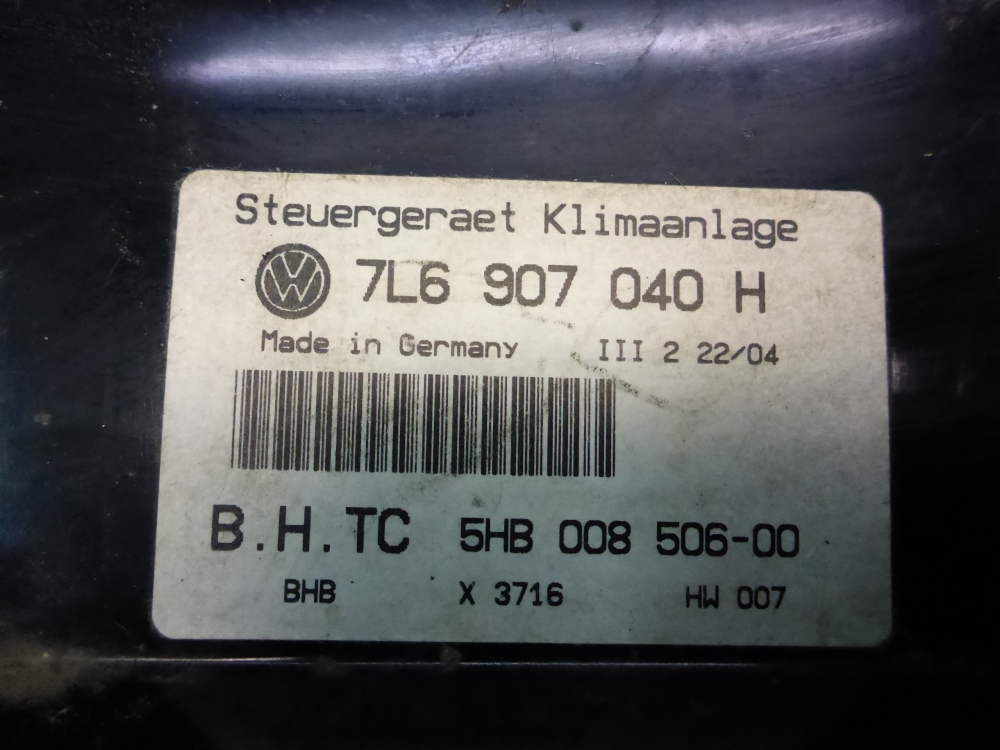 Steuergeraet Klimaanlage
VW 7L6 907 040 H
Made in Germany III 2 22/04
B.H.TC 5HB 008 506-00
BHB X 3716 HW 007